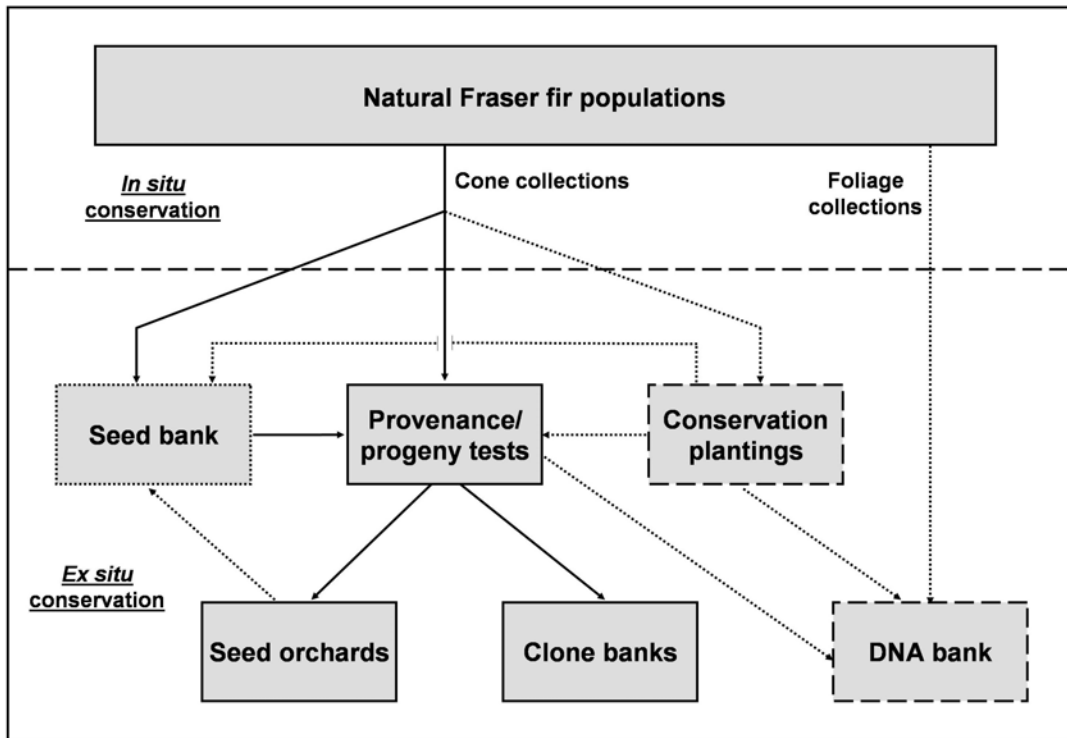 Natural Fraser fir populations
In situ
conservation
Cone collections
Foliage
collections
Seed bank
Provenance/
progeny tests
Conservation
plantings
Ex situ
conservation
Seed orchards
Clone banks
DNA bank